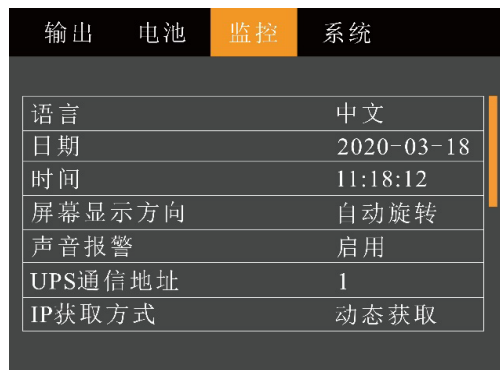 输出 电池 监控 系统
语言 中文
日期 2020-03-18
时间 11:18:12
屏幕显示方向 自动旋转
声音报警 启用
UPS通信地址 1
IP获取方式 动态获取